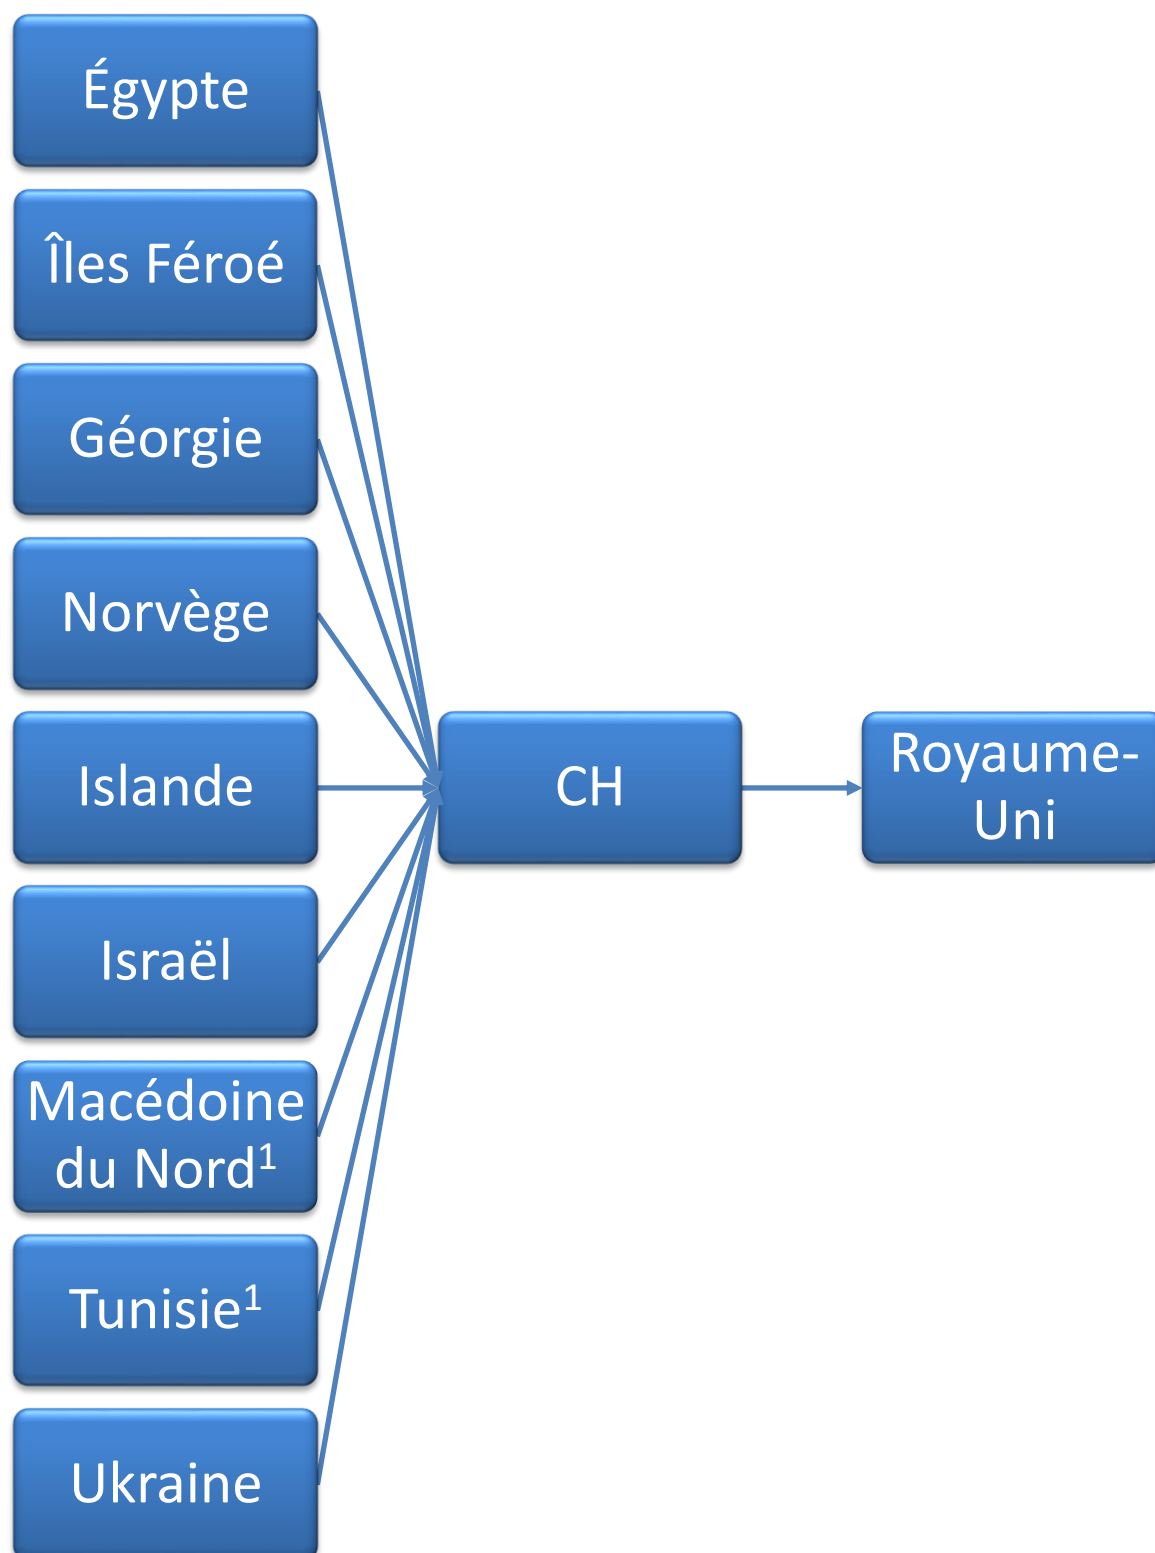 Égypte
Îles Féroé
Géorgie
Norvège
Islande
Israël
Macédoine
du Nord¹
Tunisie¹
Ukraine
CH
Royaume-
Uni